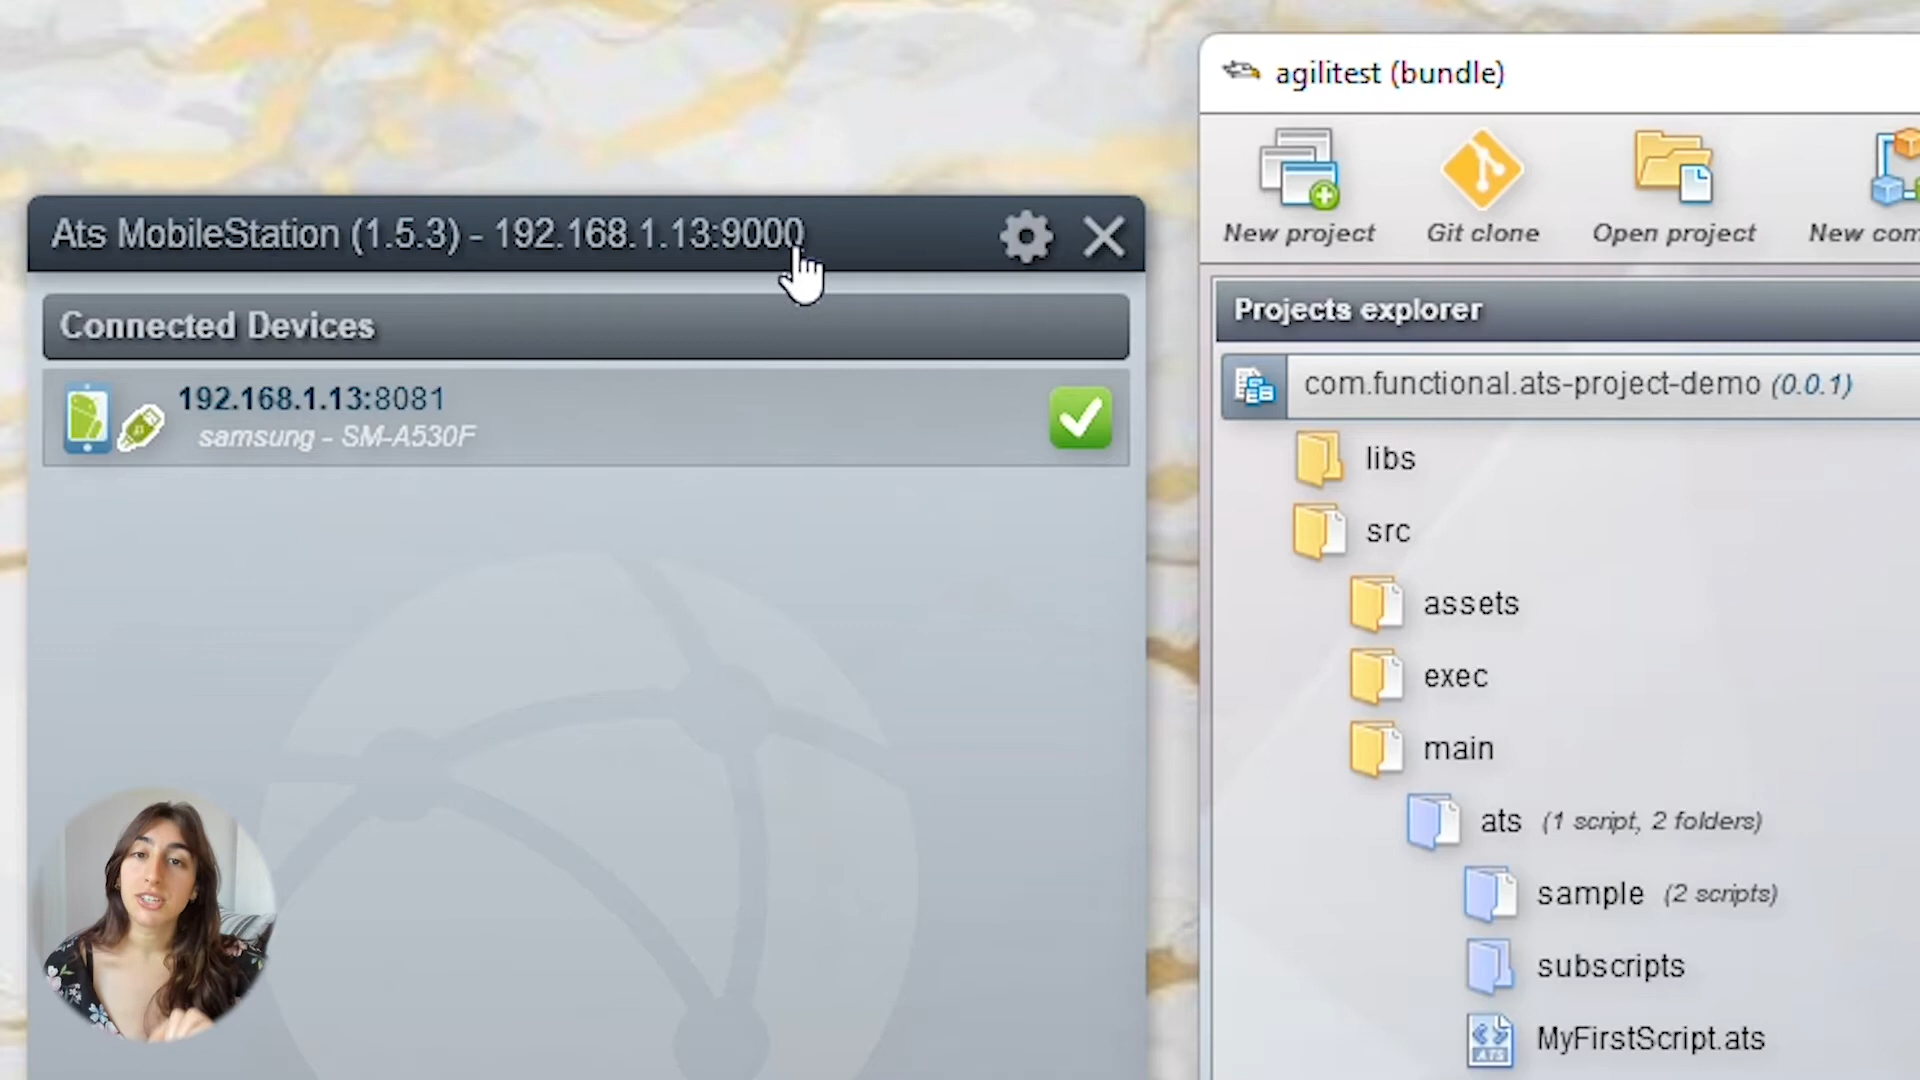 Ats MobileStation (1.5.3) - 192.168.1.13:9000
Connected Devices
192.168.1.13:8081
samsung - SM-A530F
agilitest (bundle)
New project
Git clone
Open project
New com
Projects explorer
com.functional.ats-project-demo (0.0.1)
libs
src
assets
exec
main
ats (1 script, 2 folders)
sample (2 scripts)
subscripts
ATS
MyFirstScript.ats